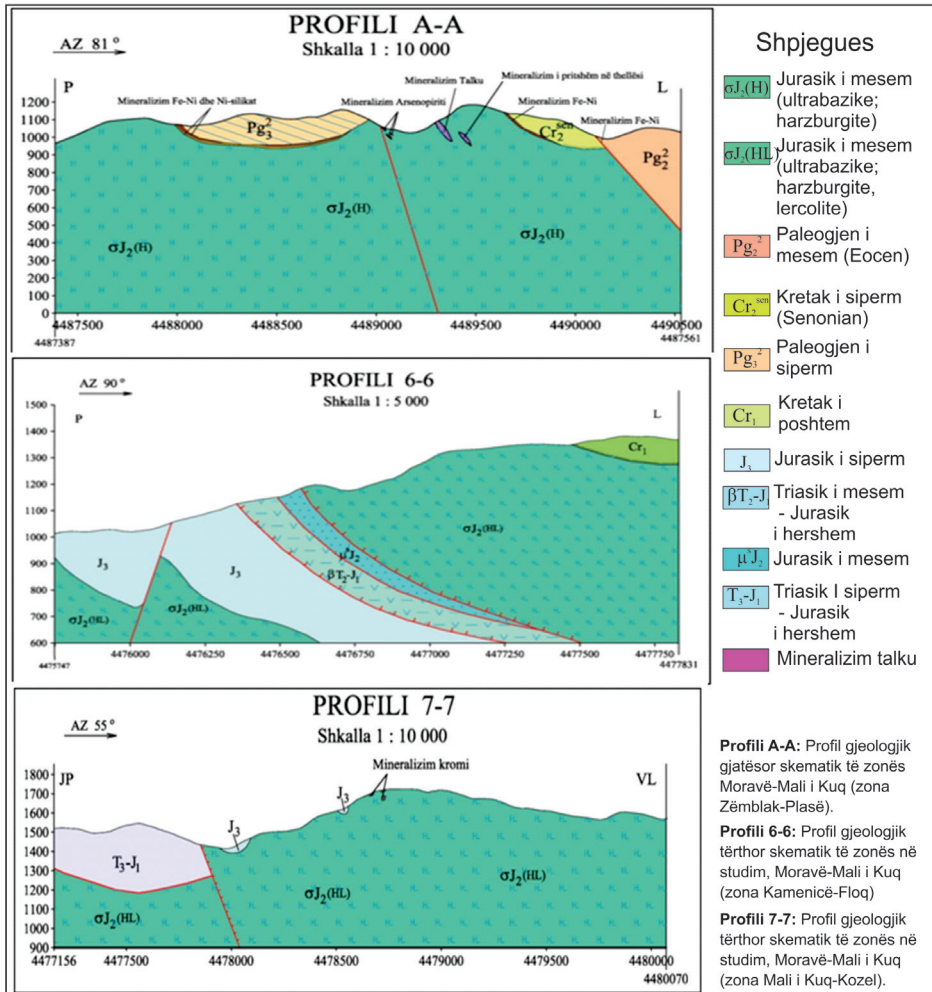 PROFILI A-A
Shkalla 1 : 10 000
AZ 81°
P
L
Mineralizim Fe-Ni dhe Ni-silikat
Mineralizim Arsenopiriti
Mineralizim Talku
Mineralizim i pritshëm në thellësi
Mineralizim Fe-Ni
Mineralizim Fe-Ni
1200
1100
1000
900
800
700
600
500
400
300
200
100
0
Pg₃²
Cr₂ˢᵉⁿ
Pg₂²
σJ₂(H)
σJ₂(H)
σJ₂(H)
4487500
4488000
4488500
4489000
4489500
4490000
4490500
4487387
4487561
PROFILI 6-6
Shkalla 1 : 5 000
AZ 90°
P
L
1500
1400
1300
1200
1100
1000
900
800
700
600
Cr₁
σJ₂(HL)
μˢJ₂
βT₂-J₁
J₃
J₃
σJ₂(HL)
σJ₂(HL)
4475747
4476000
4476250
4476500
4476750
4477000
4477250
4477500
4477750
4477831
PROFILI 7-7
Shkalla 1 : 10 000
AZ 55°
JP
VL
Mineralizim kromi
1800
1700
1600
1500
1400
1300
1200
1100
1000
900
J₃
J₃
T₃-J₁
σJ₂(HL)
σJ₂(HL)
σJ₂(HL)
4477156
4477500
4478000
4478500
4479000
4479500
4480000
4480070
Shpjegues
σJ₂(H) Jurasik i mesem
(ultrabazike;
harzburgite)
σJ₂(HL) Jurasik i mesem
(ultrabazike;
harzburgite,
lercolite)
Pg₂² Paleogjen i
mesem (Eocen)
Cr₂ˢᵉⁿ Kretak i siperm
(Senonian)
Pg₃² Paleogjen i
siperm
Cr₁ Kretak i
poshtem
J₃ Jurasik i siperm
βT₂-J₁ Triasik i mesem
- Jurasik
i hershem
μˢJ₂ Jurasik i mesem
T₃-J₁ Triasik I siperm
- Jurasik
i hershem
Mineralizim talku
Profili A-A: Profil gjeologjik
gjatësor skematik të zonës
Moravë-Mali i Kuq (zona
Zëmblak-Plasë).
Profili 6-6: Profil gjeologjik
tërthor skematik të zonës në
studim, Moravë-Mali i Kuq
(zona Kamenicë-Floq)
Profili 7-7: Profil gjeologjik
tërthor skematik të zonës në
studim, Moravë-Mali i Kuq
(zona Mali i Kuq-Kozel).